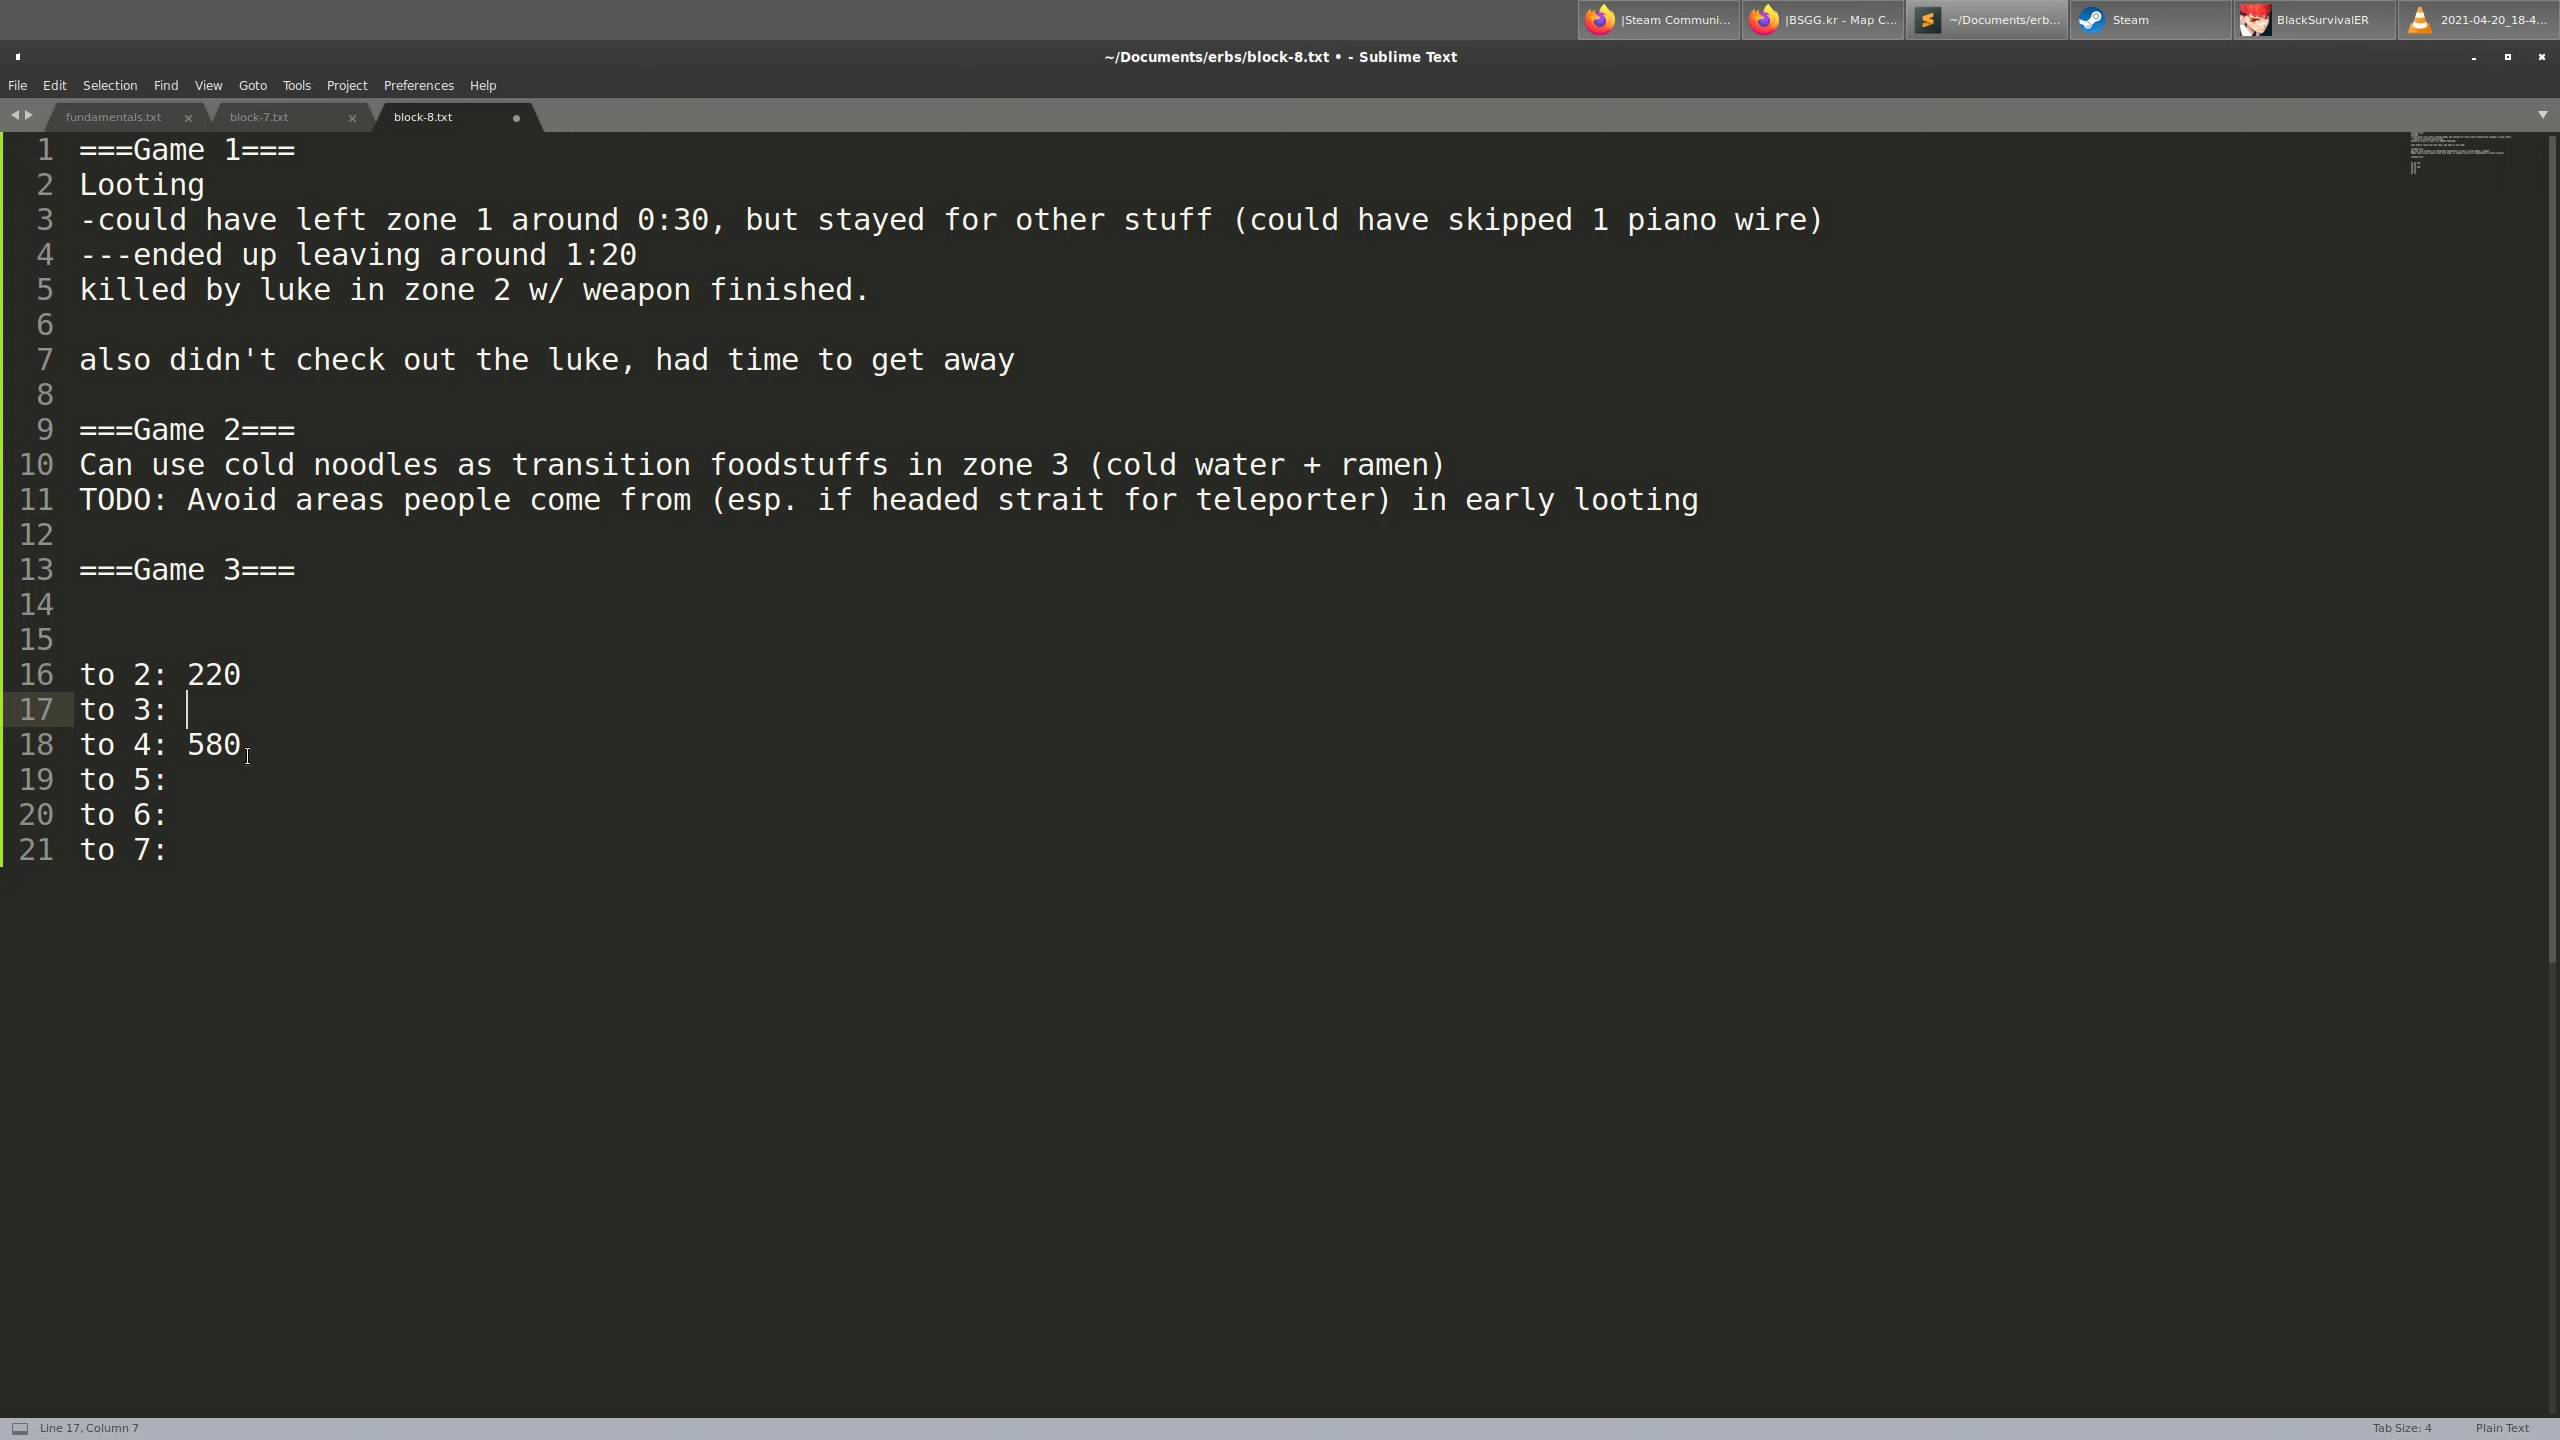 |Steam Communi... |BSGG.kr - Map C... ~/Documents/erb... Steam BlackSurvivalER 2021-04-20_18-4...
~/Documents/erbs/block-8.txt • - Sublime Text
File Edit Selection Find View Goto Tools Project Preferences Help
fundamentals.txt block-7.txt block-8.txt
1 ===Game 1===
2 Looting
3 -could have left zone 1 around 0:30, but stayed for other stuff (could have skipped 1 piano wire)
4 ---ended up leaving around 1:20
5 killed by luke in zone 2 w/ weapon finished.
6
7 also didn't check out the luke, had time to get away
8
9 ===Game 2===
10 Can use cold noodles as transition foodstuffs in zone 3 (cold water + ramen)
11 TODO: Avoid areas people come from (esp. if headed strait for teleporter) in early looting
12
13 ===Game 3===
14
15
16 to 2: 220
17 to 3:
18 to 4: 580
19 to 5:
20 to 6:
21 to 7:
Line 17, Column 7 Tab Size: 4 Plain Text